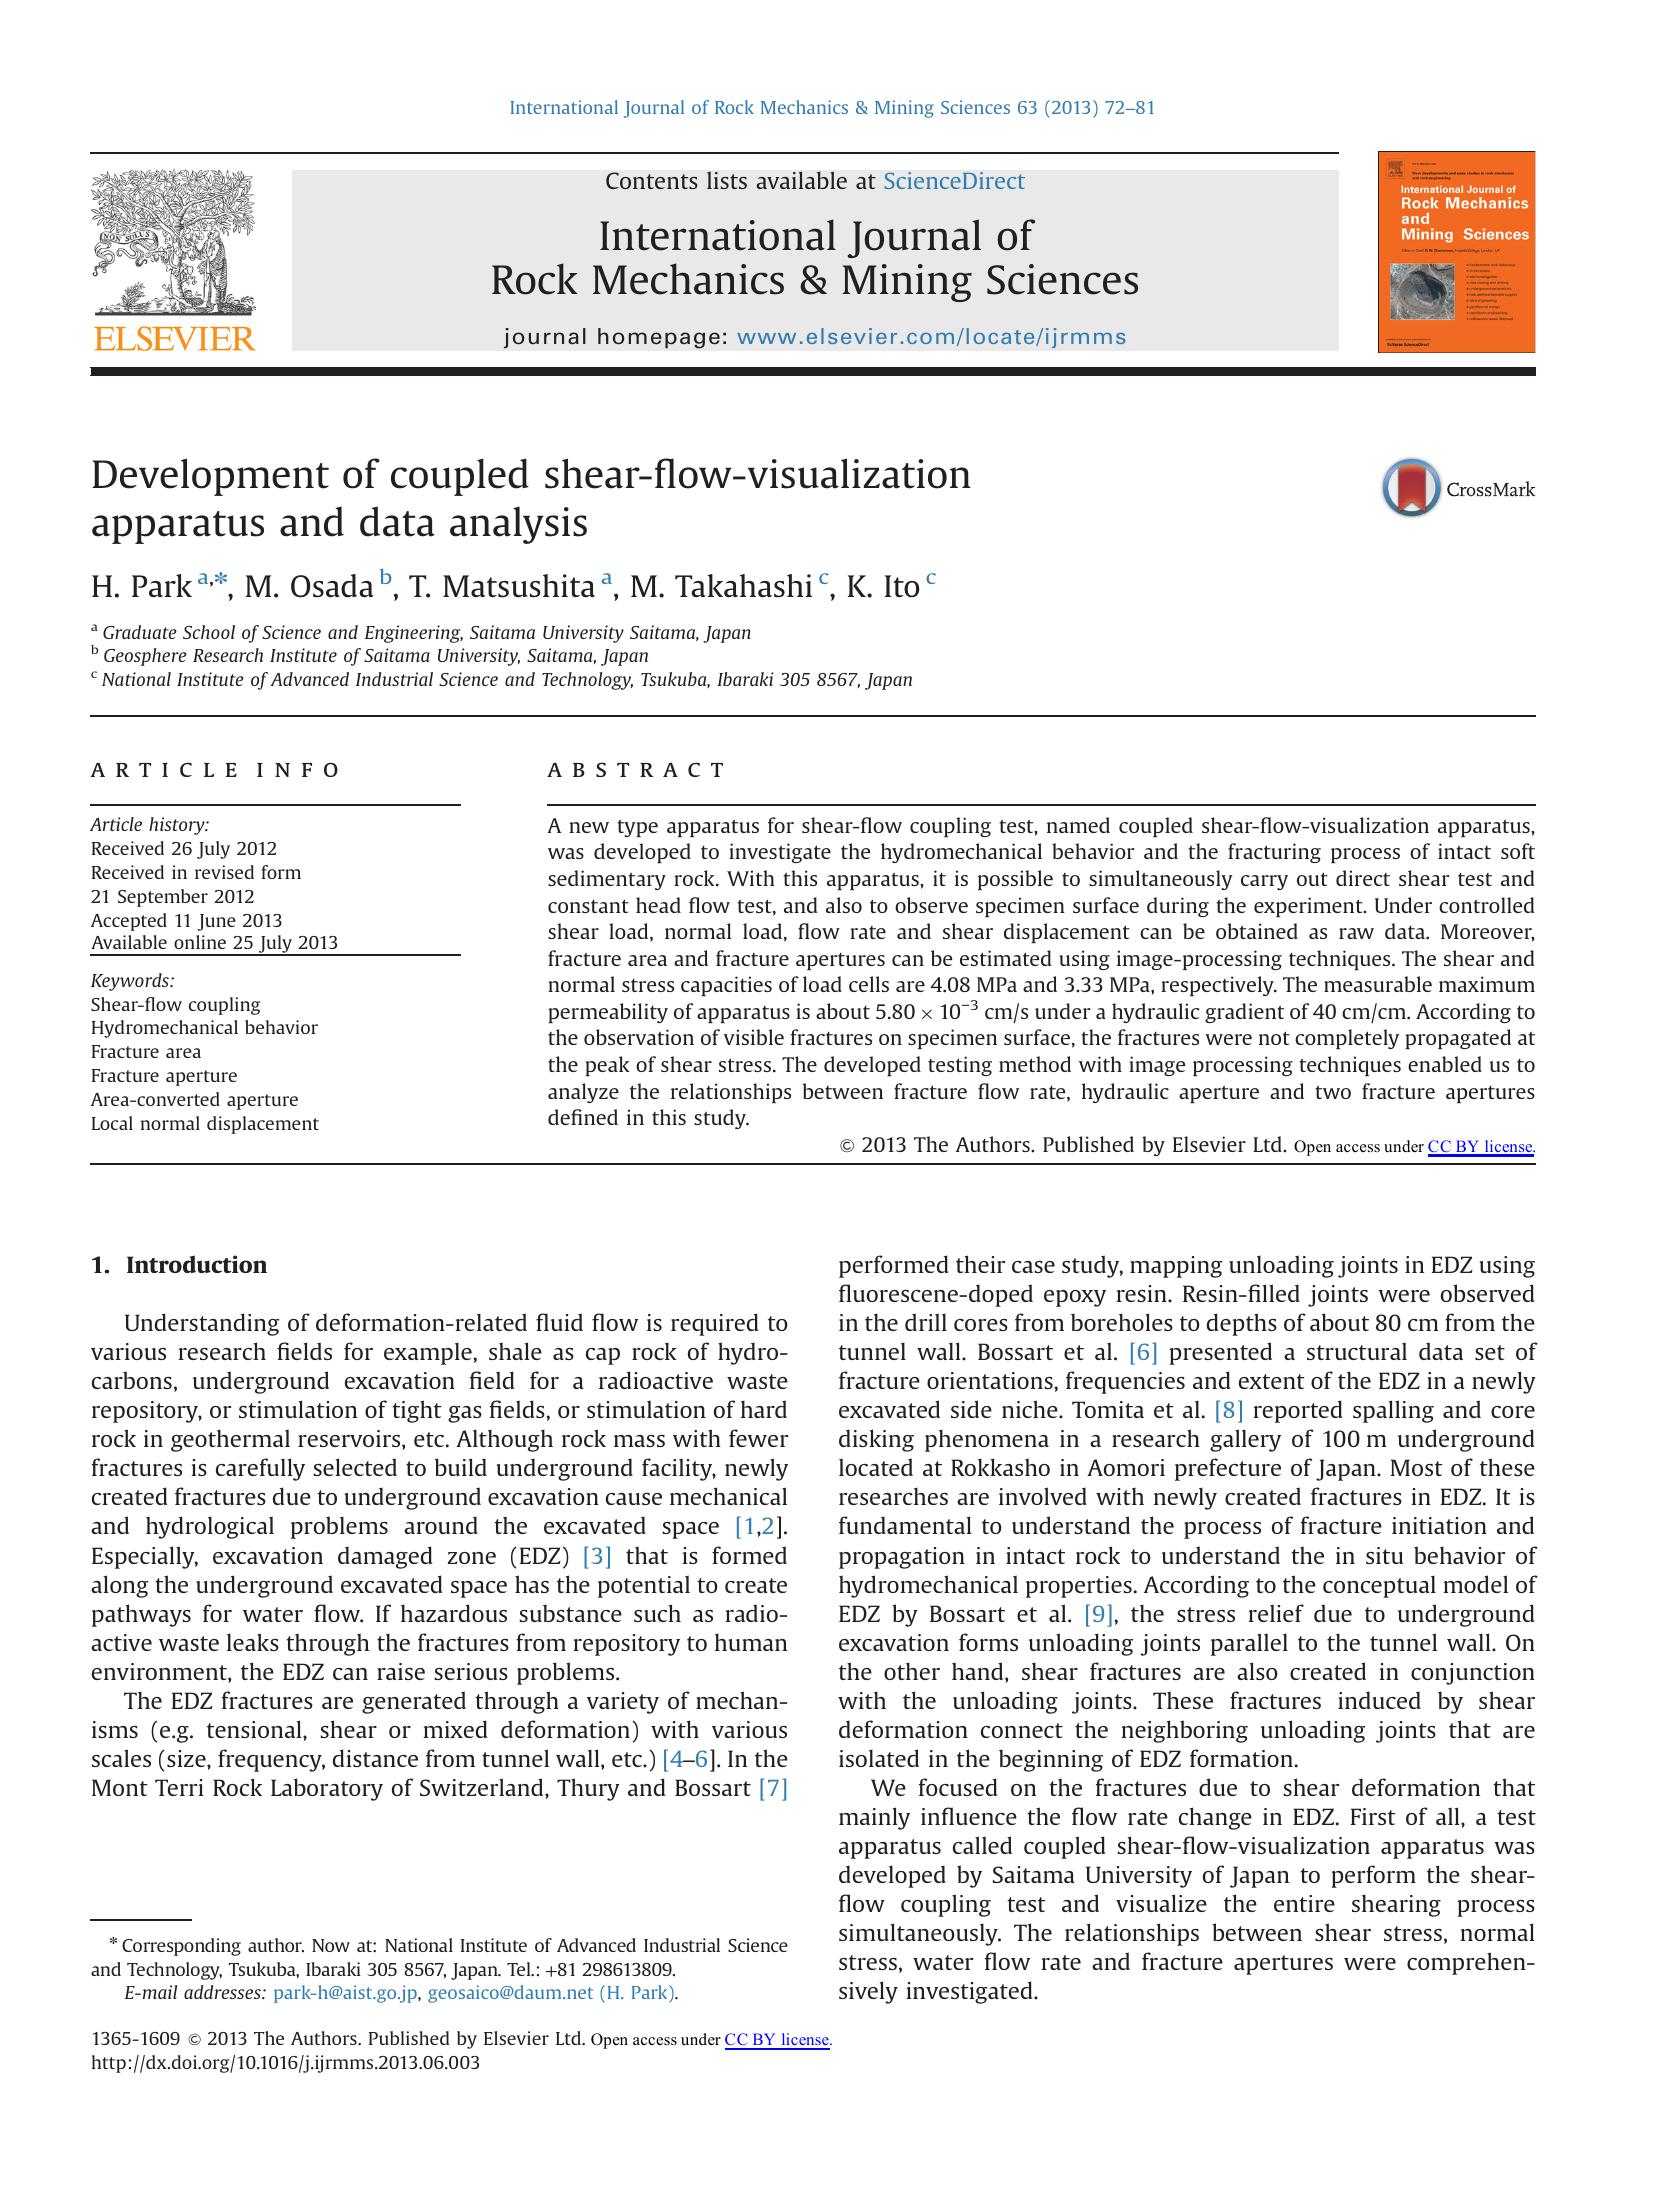 International Journal of Rock Mechanics & Mining Sciences 63 (2013) 72–81
NON SOLUS
ELSEVIER
Contents lists available at ScienceDirect
International Journal of
Rock Mechanics & Mining Sciences
journal homepage: www.elsevier.com/locate/ijrmms
International Journal of
Rock Mechanics
and
Mining Sciences
Development of coupled shear-flow-visualization
apparatus and data analysis
CrossMark
H. Park a,*, M. Osada b, T. Matsushita a, M. Takahashi c, K. Ito c
a Graduate School of Science and Engineering, Saitama University Saitama, Japan
b Geosphere Research Institute of Saitama University, Saitama, Japan
c National Institute of Advanced Industrial Science and Technology, Tsukuba, Ibaraki 305 8567, Japan
ARTICLE INFO
Article history:
Received 26 July 2012
Received in revised form
21 September 2012
Accepted 11 June 2013
Available online 25 July 2013
Keywords:
Shear-flow coupling
Hydromechanical behavior
Fracture area
Fracture aperture
Area-converted aperture
Local normal displacement
ABSTRACT
A new type apparatus for shear-flow coupling test, named coupled shear-flow-visualization apparatus,
was developed to investigate the hydromechanical behavior and the fracturing process of intact soft
sedimentary rock. With this apparatus, it is possible to simultaneously carry out direct shear test and
constant head flow test, and also to observe specimen surface during the experiment. Under controlled
shear load, normal load, flow rate and shear displacement can be obtained as raw data. Moreover,
fracture area and fracture apertures can be estimated using image-processing techniques. The shear and
normal stress capacities of load cells are 4.08 MPa and 3.33 MPa, respectively. The measurable maximum
permeability of apparatus is about 5.80 × 10−3 cm/s under a hydraulic gradient of 40 cm/cm. According to
the observation of visible fractures on specimen surface, the fractures were not completely propagated at
the peak of shear stress. The developed testing method with image processing techniques enabled us to
analyze the relationships between fracture flow rate, hydraulic aperture and two fracture apertures
defined in this study.
© 2013 The Authors. Published by Elsevier Ltd. Open access under CC BY license.
1. Introduction
Understanding of deformation-related fluid flow is required to
various research fields for example, shale as cap rock of hydro-
carbons, underground excavation field for a radioactive waste
repository, or stimulation of tight gas fields, or stimulation of hard
rock in geothermal reservoirs, etc. Although rock mass with fewer
fractures is carefully selected to build underground facility, newly
created fractures due to underground excavation cause mechanical
and hydrological problems around the excavated space [1,2].
Especially, excavation damaged zone (EDZ) [3] that is formed
along the underground excavated space has the potential to create
pathways for water flow. If hazardous substance such as radio-
active waste leaks through the fractures from repository to human
environment, the EDZ can raise serious problems.
The EDZ fractures are generated through a variety of mechan-
isms (e.g. tensional, shear or mixed deformation) with various
scales (size, frequency, distance from tunnel wall, etc.) [4–6]. In the
Mont Terri Rock Laboratory of Switzerland, Thury and Bossart [7]
performed their case study, mapping unloading joints in EDZ using
fluorescene-doped epoxy resin. Resin-filled joints were observed
in the drill cores from boreholes to depths of about 80 cm from the
tunnel wall. Bossart et al. [6] presented a structural data set of
fracture orientations, frequencies and extent of the EDZ in a newly
excavated side niche. Tomita et al. [8] reported spalling and core
disking phenomena in a research gallery of 100 m underground
located at Rokkasho in Aomori prefecture of Japan. Most of these
researches are involved with newly created fractures in EDZ. It is
fundamental to understand the process of fracture initiation and
propagation in intact rock to understand the in situ behavior of
hydromechanical properties. According to the conceptual model of
EDZ by Bossart et al. [9], the stress relief due to underground
excavation forms unloading joints parallel to the tunnel wall. On
the other hand, shear fractures are also created in conjunction
with the unloading joints. These fractures induced by shear
deformation connect the neighboring unloading joints that are
isolated in the beginning of EDZ formation.
We focused on the fractures due to shear deformation that
mainly influence the flow rate change in EDZ. First of all, a test
apparatus called coupled shear-flow-visualization apparatus was
developed by Saitama University of Japan to perform the shear-
flow coupling test and visualize the entire shearing process
simultaneously. The relationships between shear stress, normal
stress, water flow rate and fracture apertures were comprehen-
sively investigated.
* Corresponding author. Now at: National Institute of Advanced Industrial Science
and Technology, Tsukuba, Ibaraki 305 8567, Japan. Tel.: +81 298613809.
E-mail addresses: park-h@aist.go.jp, geosaico@daum.net (H. Park).
1365-1609 © 2013 The Authors. Published by Elsevier Ltd. Open access under CC BY license.
http://dx.doi.org/10.1016/j.ijrmms.2013.06.003